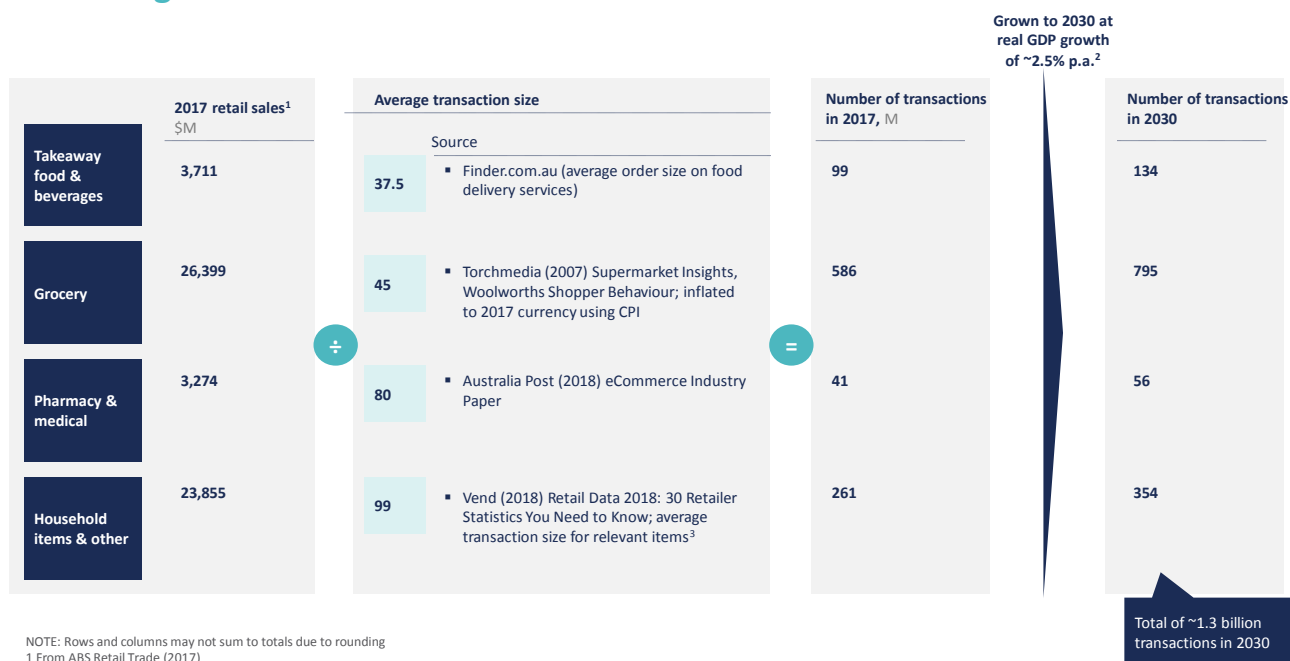 Grown to 2030 at
real GDP growth
of ~2.5% p.a.²
2017 retail sales¹
$M
Average transaction size
Source
Number of transactions
in 2017, M
Number of transactions
in 2030
Takeaway
food &
beverages
3,711
37.5
▪ Finder.com.au (average order size on food
delivery services)
99
134
Grocery
26,399
45
▪ Torchmedia (2007) Supermarket Insights,
Woolworths Shopper Behaviour; inflated
to 2017 currency using CPI
586
795
÷
=
Pharmacy &
medical
3,274
80
▪ Australia Post (2018) eCommerce Industry
Paper
41
56
Household
items & other
23,855
99
▪ Vend (2018) Retail Data 2018: 30 Retailer
Statistics You Need to Know; average
transaction size for relevant items³
261
354
Total of ~1.3 billion
transactions in 2030
NOTE: Rows and columns may not sum to totals due to rounding
1 From ABS Retail Trade (2017)